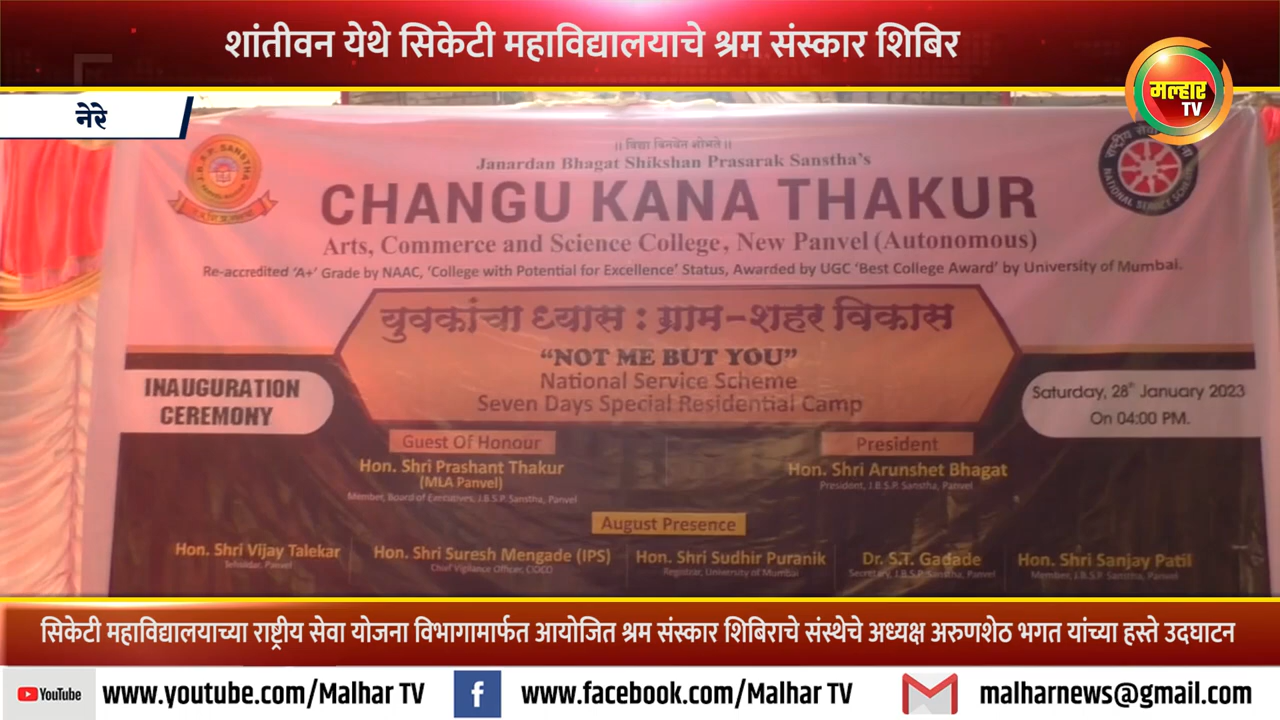 शांतीवन येथे सिकेटी महाविद्यालयाचे श्रम संस्कार शिबिर
मल्हार
TV
नेरे
|| विद्या विनयेन शोभते ||
Janardan Bhagat Shikshan Prasarak Sanstha's
CHANGU KANA THAKUR
Arts, Commerce and Science College, New Panvel (Autonomous)
Re-accredited 'A+' Grade by NAAC, 'College with Potential for Excellence' Status, Awarded by UGC 'Best College Award' by University of Mumbai.
युवकांचा ध्यास : ग्राम-शहर विकास
"NOT ME BUT YOU"
National Service Scheme
Seven Days Special Residential Camp
INAUGURATION
CEREMONY
Saturday, 28th January 2023
On 04:00 PM.
Guest Of Honour
Hon. Shri Prashant Thakur
(MLA Panvel)
Member, Board of Executives, J.B.S.P. Sanstha, Panvel
President
Hon. Shri Arunshet Bhagat
President, J.B.S.P. Sanstha, Panvel
August Presence
Hon. Shri Vijay Talekar
Tehsildar, Panvel
Hon. Shri Suresh Mengade (IPS)
Chief Vigilance Officer, CIDCO
Hon. Shri Sudhir Puranik
Registrar, University of Mumbai
Dr. S.T. Gadade
Secretary, J.B.S.P. Sanstha, Panvel
Hon. Shri Sanjay Patil
Member, J.B.S.P. Sanstha, Panvel
सिकेटी महाविद्यालयाच्या राष्ट्रीय सेवा योजना विभागामार्फत आयोजित श्रम संस्कार शिबिराचे संस्थेचे अध्यक्ष अरुणशेठ भगत यांच्या हस्ते उदघाटन
YouTube
www.youtube.com/Malhar TV
www.facebook.com/Malhar TV
malharnews@gmail.com